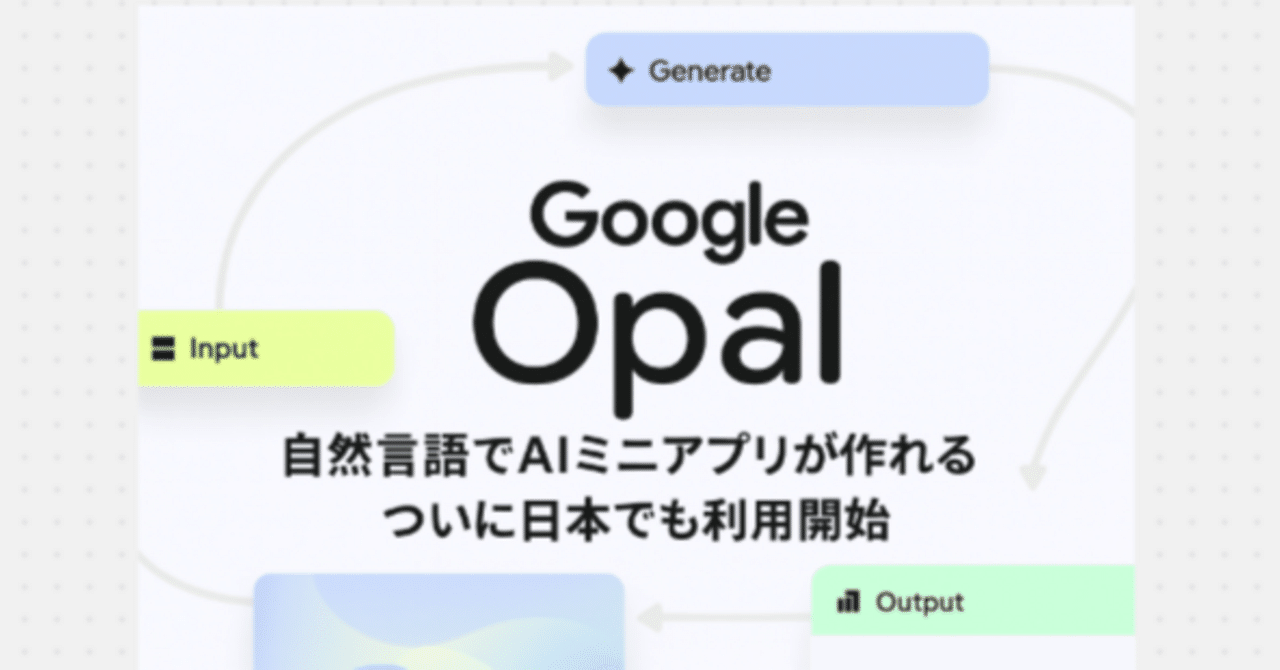 Generate
Google
Opal
Input
自然言語でAIミニアプリが作れる
ついに日本でも利用開始
Output